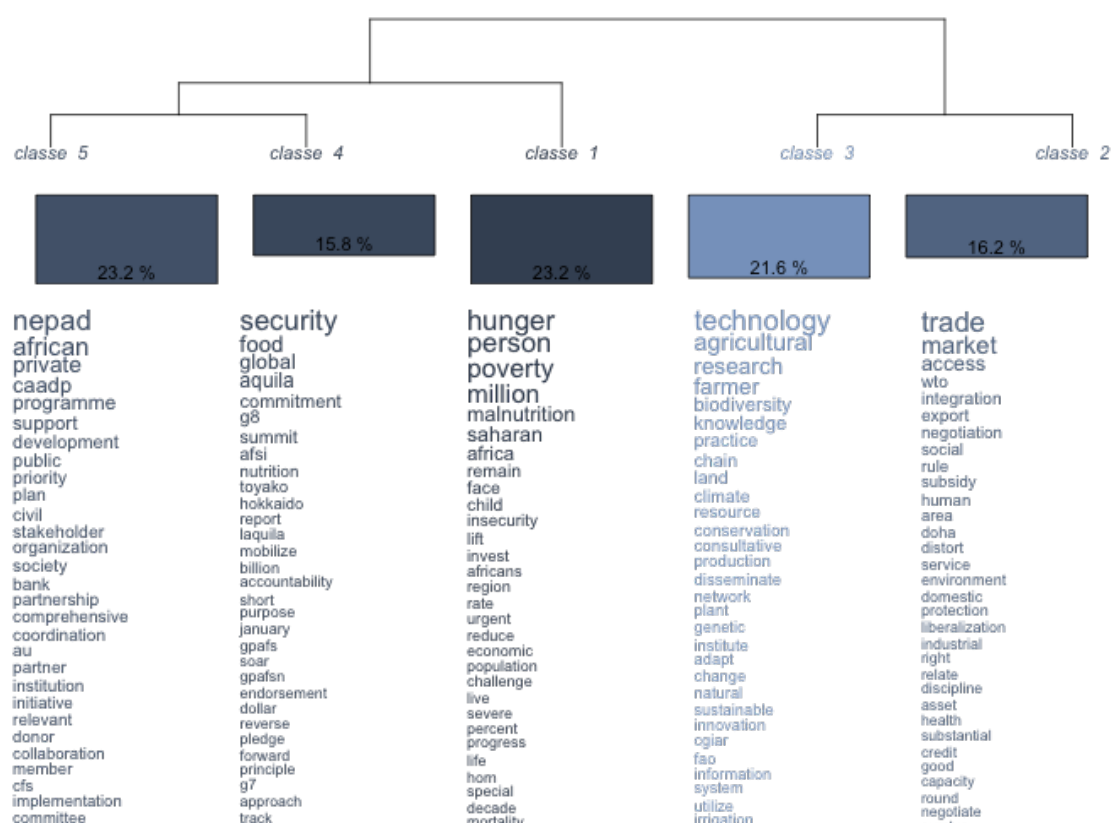 classe 5
classe 4
classe 1
classe 3
classe 2
23.2 %
15.8 %
23.2 %
21.6 %
16.2 %
nepad
african
private
caadp
programme
support
development
public
priority
plan
civil
stakeholder
organization
society
bank
partnership
comprehensive
coordination
au
partner
institution
initiative
relevant
donor
collaboration
member
cfs
implementation
committee
security
food
global
aquila
commitment
g8
summit
afsi
nutrition
toyako
hokkaido
report
laquila
mobilize
billion
accountability
short
purpose
january
gpafs
soar
gpafsn
endorsement
dollar
reverse
pledge
forward
principle
g7
approach
track
hunger
person
poverty
million
malnutrition
saharan
africa
remain
face
child
insecurity
lift
invest
africans
region
rate
urgent
reduce
economic
population
challenge
live
severe
percent
progress
life
hom
special
decade
mortality
technology
agricultural
research
farmer
biodiversity
knowledge
practice
chain
land
climate
resource
conservation
consultative
production
disseminate
network
plant
genetic
institute
adapt
change
natural
sustainable
innovation
cgiar
fao
information
system
utilize
irrigation
trade
market
access
wto
integration
export
negotiation
social
rule
subsidy
human
area
doha
distort
service
environment
domestic
protection
liberalization
industrial
right
relate
discipline
asset
health
substantial
credit
good
capacity
round
negotiate